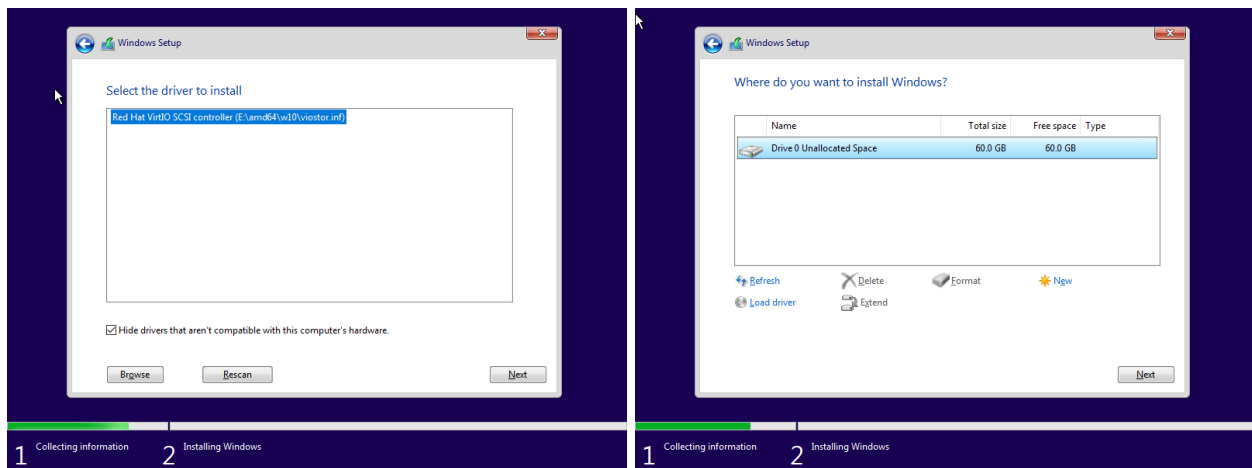 Windows Setup
Select the driver to install
Red Hat VirtIO SCSI controller (E:\amd64\w10\viostor.inf)
Hide drivers that aren't compatible with this computer's hardware.
Browse Rescan Next
1 Collecting information 2 Installing Windows
Windows Setup
Where do you want to install Windows?
Name Total size Free space Type
Drive 0 Unallocated Space 60.0 GB 60.0 GB
Refresh Delete Format New
Load driver Extend
Next
1 Collecting information 2 Installing Windows